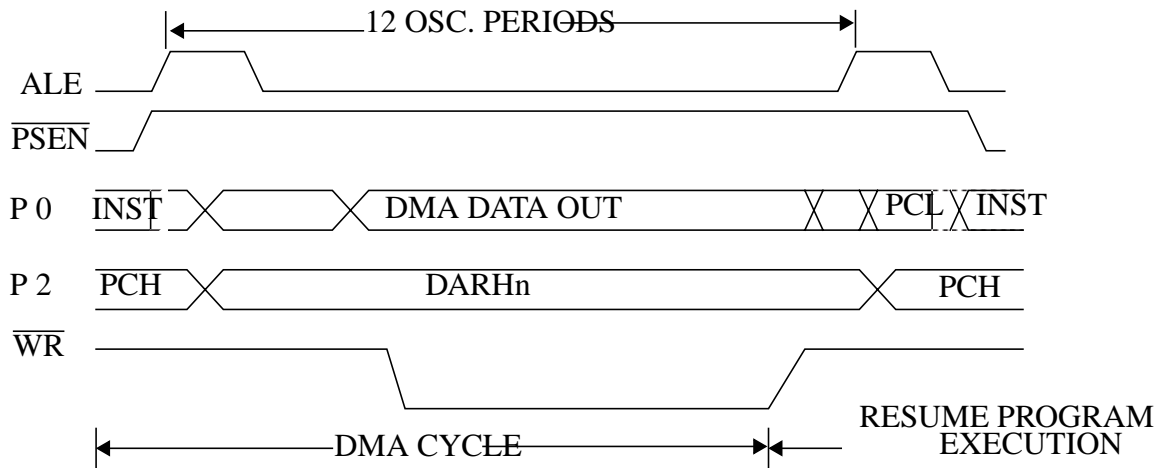 12 OSC. PERIODS
ALE
PSEN
P 0 INST DMA DATA OUT PCL INST
P 2 PCH DARHn PCH
WR
DMA CYCLE
RESUME PROGRAM
EXECUTION